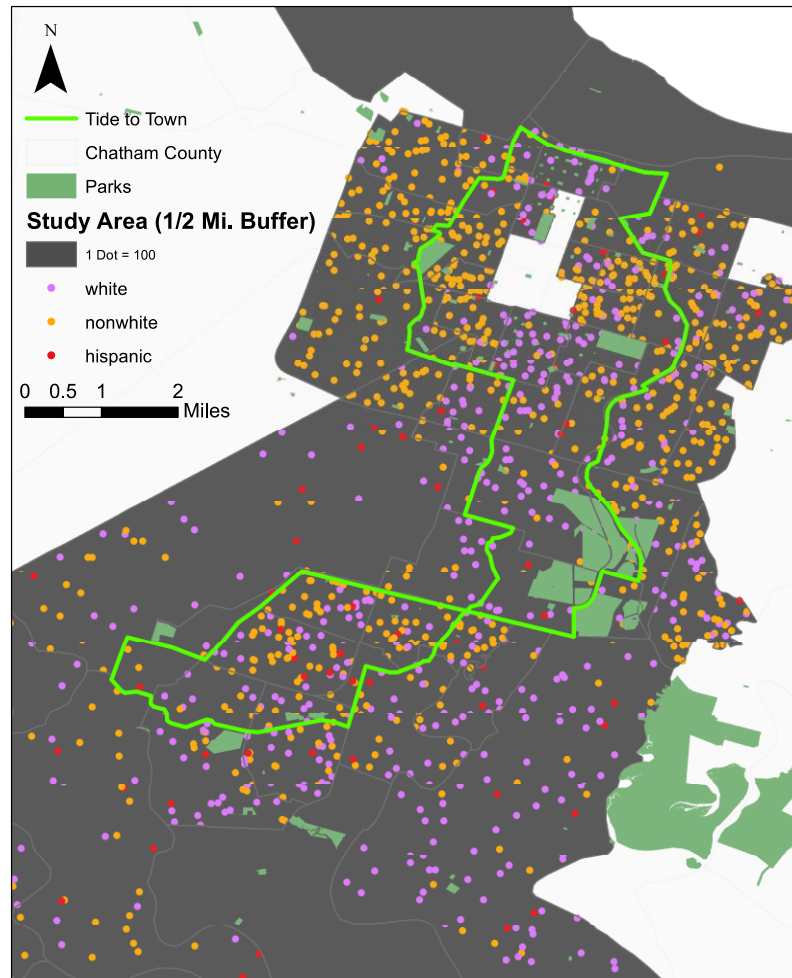 N
Tide to Town
Chatham County
Parks
Study Area (1/2 Mi. Buffer)
1 Dot = 100
white
nonwhite
hispanic
0 0.5 1 2
Miles